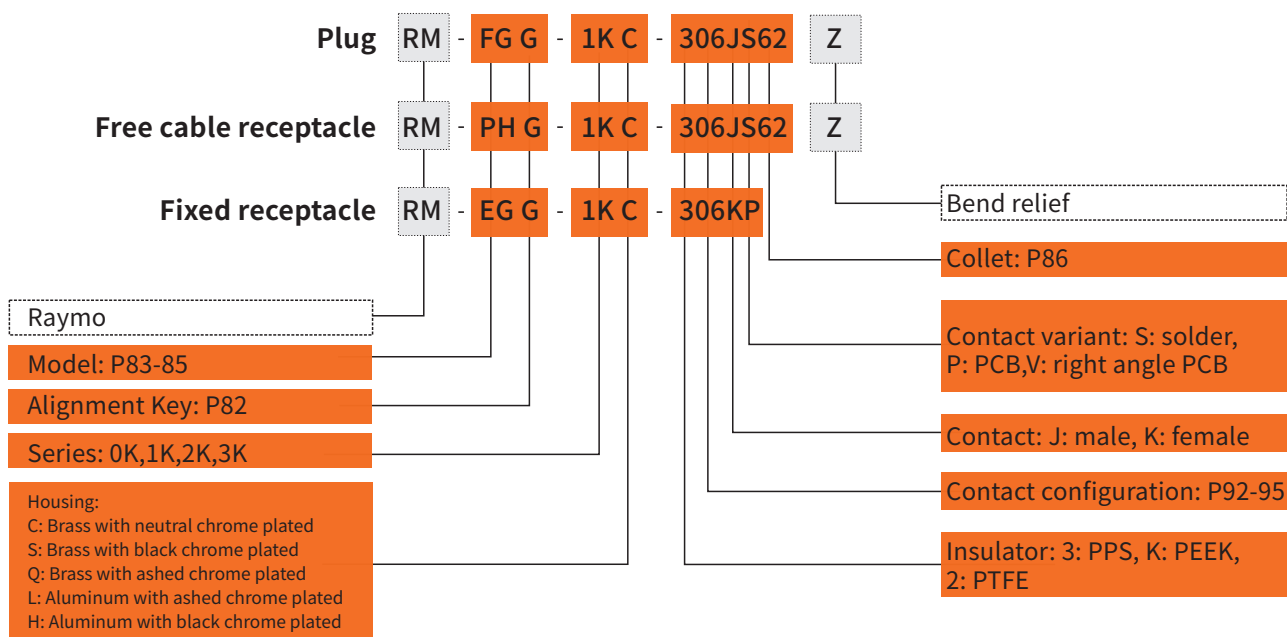 Plug RM - FG G - 1K C - 306JS62 Z
Free cable receptacle RM - PH G - 1K C - 306JS62 Z
Fixed receptacle RM - EG G - 1K C - 306KP
Bend relief
Collet: P86
Raymo
Contact variant: S: solder,
P: PCB,V: right angle PCB
Model: P83-85
Alignment Key: P82
Contact: J: male, K: female
Series: 0K,1K,2K,3K
Contact configuration: P92-95
Housing:
C: Brass with neutral chrome plated
S: Brass with black chrome plated
Q: Brass with ashed chrome plated
L: Aluminum with ashed chrome plated
H: Aluminum with black chrome plated
Insulator: 3: PPS, K: PEEK,
2: PTFE